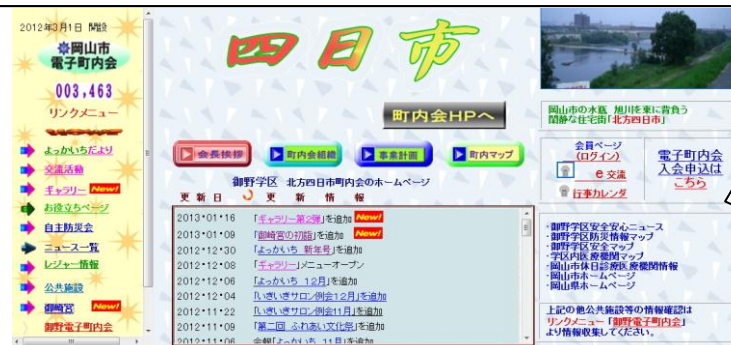 2012年3月1日 開設
岡山市
電子町内会
003,463
リンクメニュー
よっかいちだより
交流活動
ギャラリー New!
お役立ちページ
自主防災会
ニュース一覧
レジャー情報
公共施設
御崎宮 New!
御野電子町内会
四日市
町内会HPへ
会長挨拶
町内会組織
事業計画
町内マップ
御野学区 北方四日市町内会のホームページ
更新日 更新情報
2013・01・16 「ギャラリー第2弾」を追加 New!
2013・01・09 「御崎宮の初詣」を追加 New!
2012・12・30 「よっかいち 新年号」を追加
2012・12・08 「ギャラリー」メニューオープン
2012・12・06 「よっかいち 12月」を追加
2012・12・04 「いきいきサロン例会12月」を追加
2012・11・22 「いきいきサロン例会11月」を追加
2012・11・09 「第二回 ふれあい文化祭」を追加
2012・11・06 会報「よっかいち 11月」を追加
岡山市の水瓶 旭川を東に背負う
閑静な住宅街「北方四日市」
会員ページ
(ログイン)
e 交流
行事カレンダ
電子町内会
入会申込は
こちら
・御野学区安全安心ニュース
・御野学区防災情報マップ
・御野学区安全マップ
・学区内医療機関マップ
・岡山市休日診療医療機関情報
・岡山市ホームページ
・岡山県ホームページ
上記の他公共施設等の情報確認は
リンクメニュー「御野電子町内会」
より情報収集してください。